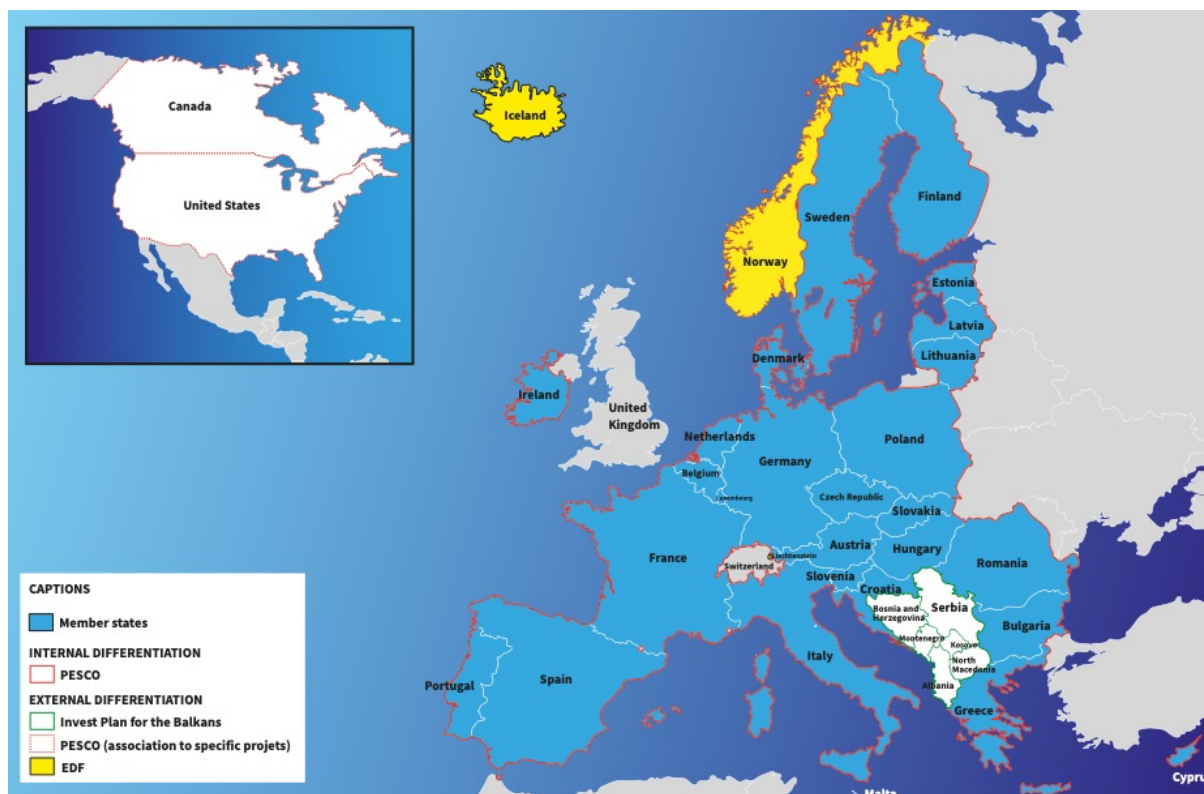 Canada
United States
Iceland
Norway
Sweden
Finland
Estonia
Latvia
Lithuania
Denmark
Ireland
United
Kingdom
Netherlands
Belgium
Luxembourg
Germany
Poland
Czech Republic
Slovakia
Austria
Hungary
Liechtenstein
Switzerland
France
Slovenia
Croatia
Romania
Bosnia and
Herzegovina
Serbia
Montenegro
Kosovo
North
Macedonia
Albania
Bulgaria
Italy
Greece
Portugal
Spain
Malta
Cypru
CAPTIONS
Member states
INTERNAL DIFFERENTIATION
PESCO
EXTERNAL DIFFERENTIATION
Invest Plan for the Balkans
PESCO (association to specific projets)
EDF